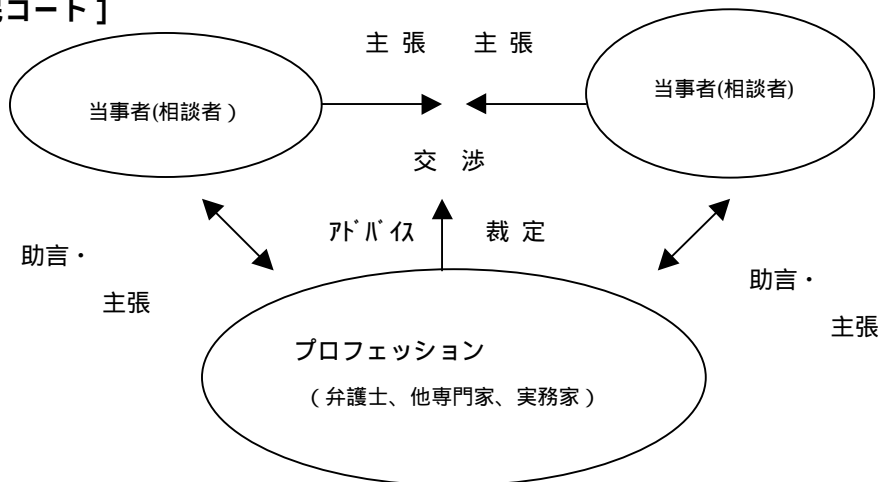 コート]
主 張 主 張
当事者(相談者)
当事者(相談者)
交 渉
ｱﾄﾞﾊﾞｲｽ 裁 定
助言・
主張
助言・
主張
プロフェッション
(弁護士、他専門家、実務家)